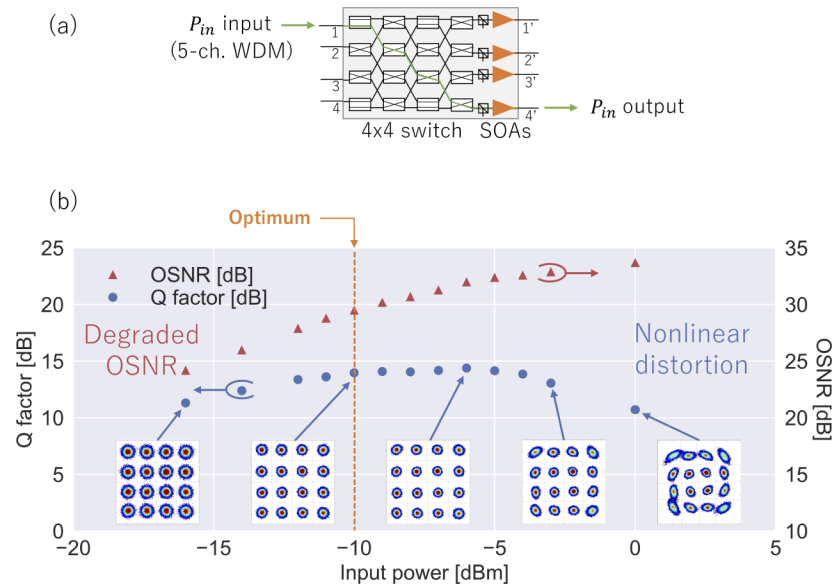 (a)
P_in input
(5-ch. WDM)
1
2
3
4
1'
2'
3'
4'
P_in output
4x4 switch
SOAs
(b)
Optimum
25
20
15
10
5
0
Q factor [dB]
OSNR [dB]
Q factor [dB]
Degraded
OSNR
Nonlinear
distortion
35
30
25
20
15
10
OSNR [dB]
−20
−15
−10
−5
0
5
Input power [dBm]